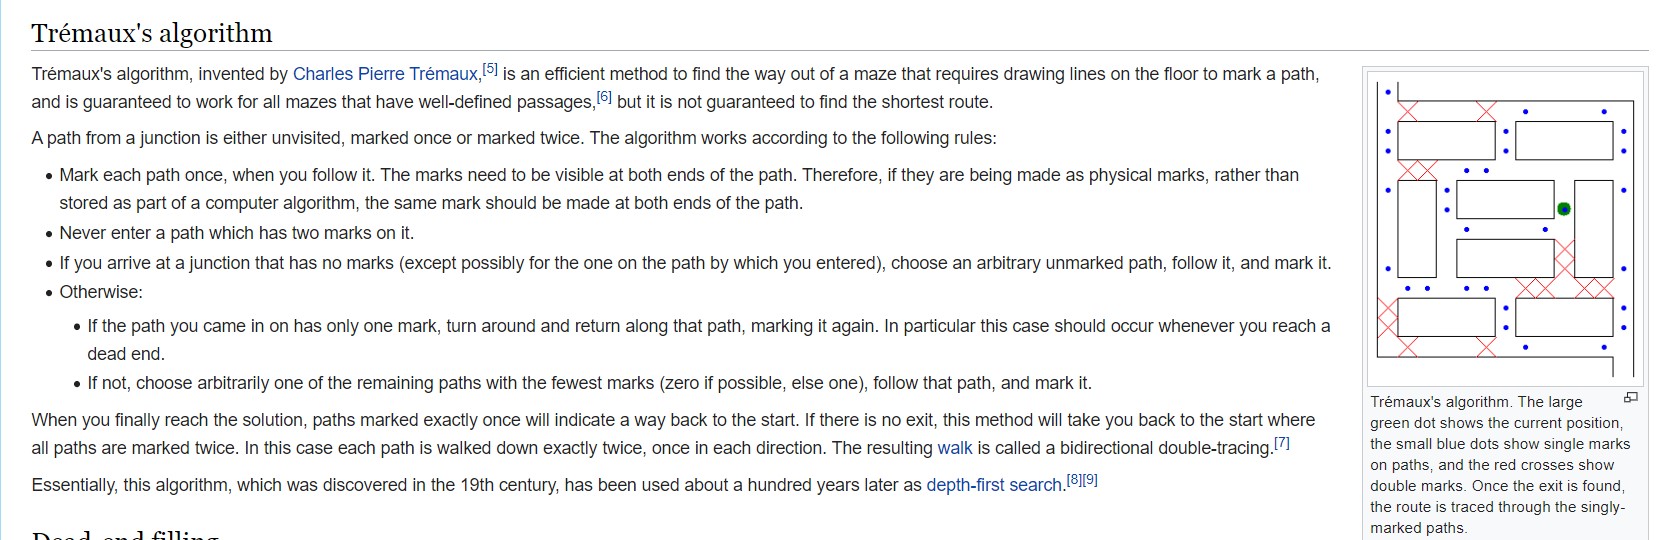 Trémaux's algorithm
Trémaux's algorithm, invented by Charles Pierre Trémaux,[5] is an efficient method to find the way out of a maze that requires drawing lines on the floor to mark a path,
and is guaranteed to work for all mazes that have well-defined passages,[6] but it is not guaranteed to find the shortest route.
A path from a junction is either unvisited, marked once or marked twice. The algorithm works according to the following rules:
• Mark each path once, when you follow it. The marks need to be visible at both ends of the path. Therefore, if they are being made as physical marks, rather than
stored as part of a computer algorithm, the same mark should be made at both ends of the path.
• Never enter a path which has two marks on it.
• If you arrive at a junction that has no marks (except possibly for the one on the path by which you entered), choose an arbitrary unmarked path, follow it, and mark it.
• Otherwise:
• If the path you came in on has only one mark, turn around and return along that path, marking it again. In particular this case should occur whenever you reach a
dead end.
• If not, choose arbitrarily one of the remaining paths with the fewest marks (zero if possible, else one), follow that path, and mark it.
When you finally reach the solution, paths marked exactly once will indicate a way back to the start. If there is no exit, this method will take you back to the start where
all paths are marked twice. In this case each path is walked down exactly twice, once in each direction. The resulting walk is called a bidirectional double-tracing.[7]
Essentially, this algorithm, which was discovered in the 19th century, has been used about a hundred years later as depth-first search.[8][9]
Dead-end filling
Trémaux's algorithm. The large
green dot shows the current position,
the small blue dots show single marks
on paths, and the red crosses show
double marks. Once the exit is found,
the route is traced through the singly-
marked paths.